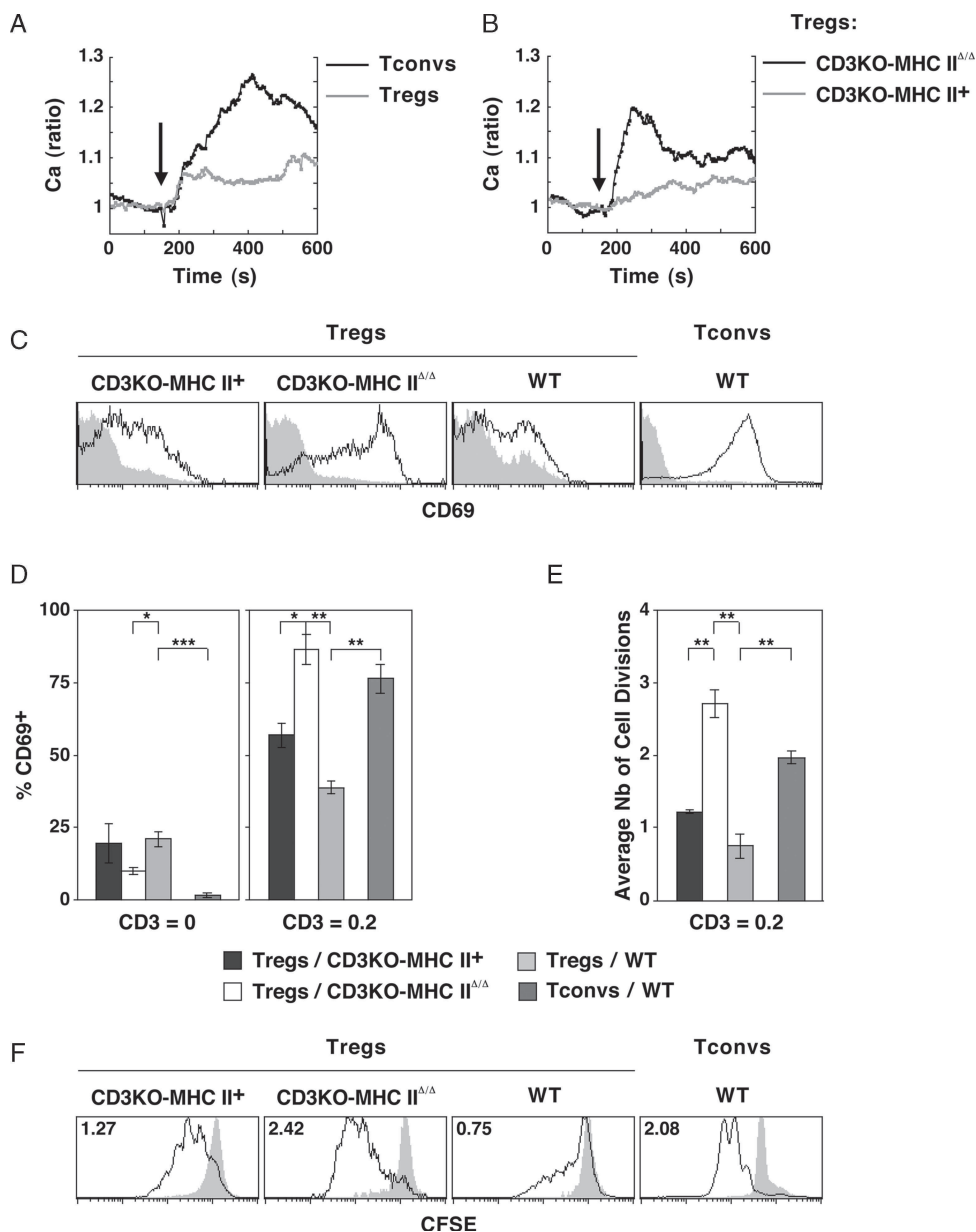 A
1.3
1.2
1.1
1
Ca (ratio)
0 200 400 600
Time (s)
Tconvs
Tregs
B
1.3
1.2
1.1
1
Ca (ratio)
0 200 400 600
Time (s)
Tregs:
CD3KO-MHC II^Δ/Δ
CD3KO-MHC II+
C
Tregs
Tconvs
CD3KO-MHC II+
CD3KO-MHC II^Δ/Δ
WT
WT
CD69
D
100
75
50
25
0
% CD69+
*
***
* **
**
CD3 = 0
CD3 = 0.2
E
4
3
2
1
0
Average Nb of Cell Divisions
**
** **
CD3 = 0.2
Tregs / CD3KO-MHC II+
Tregs / WT
Tregs / CD3KO-MHC II^Δ/Δ
Tconvs / WT
F
Tregs
Tconvs
CD3KO-MHC II+
CD3KO-MHC II^Δ/Δ
WT
WT
1.27
2.42
0.75
2.08
CFSE